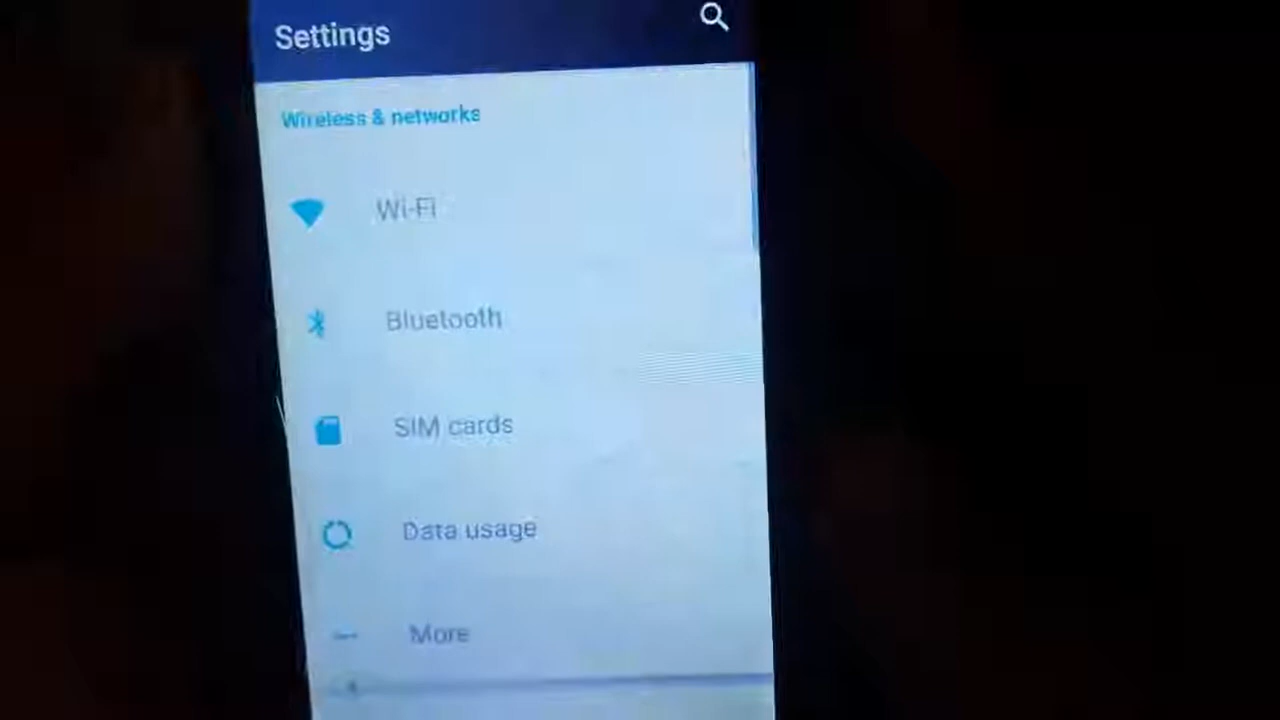 Settings
Wireless & networks
Wi-Fi
Bluetooth
SIM cards
Data usage
More